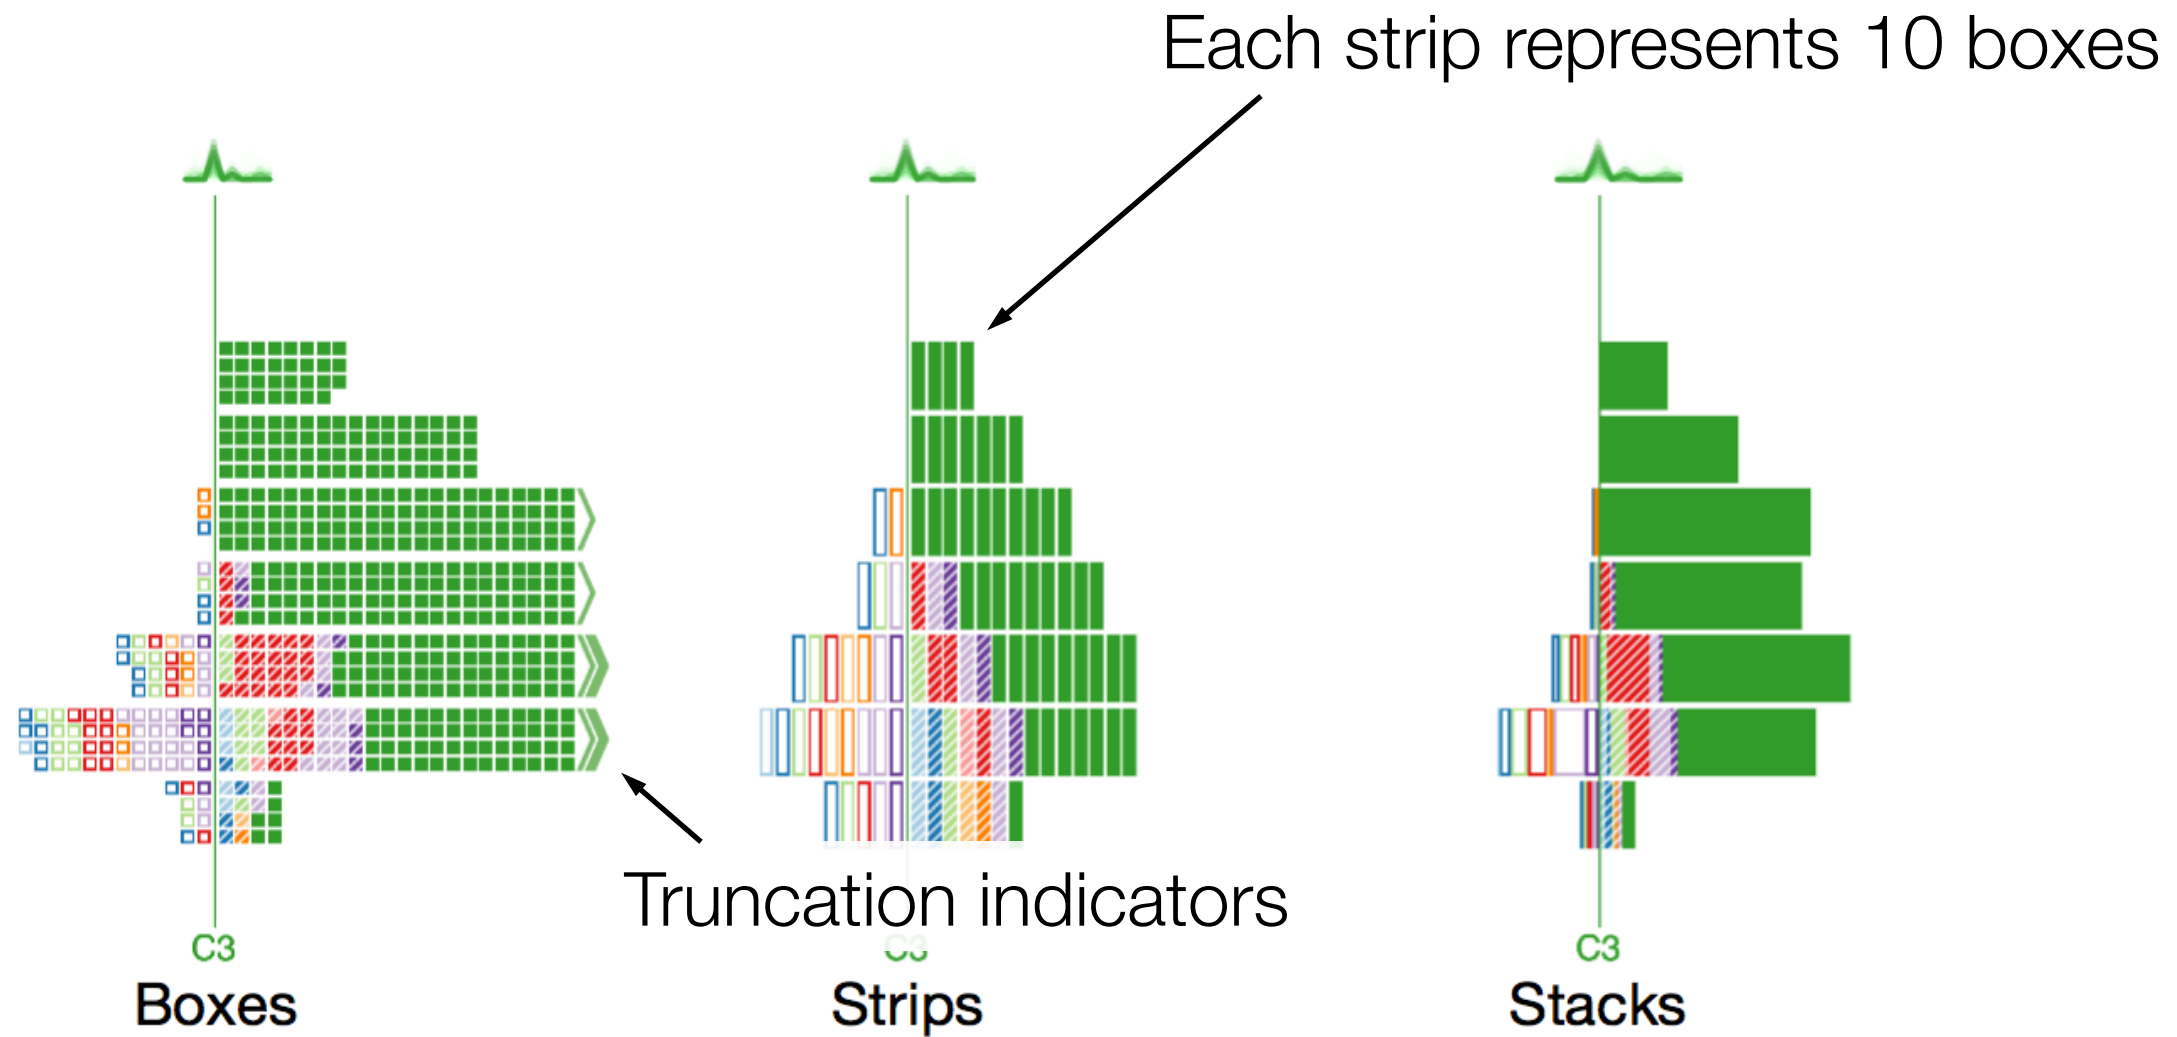 Each strip represents 10 boxes
Truncation indicators
C3
C3
C3
Boxes
Strips
Stacks